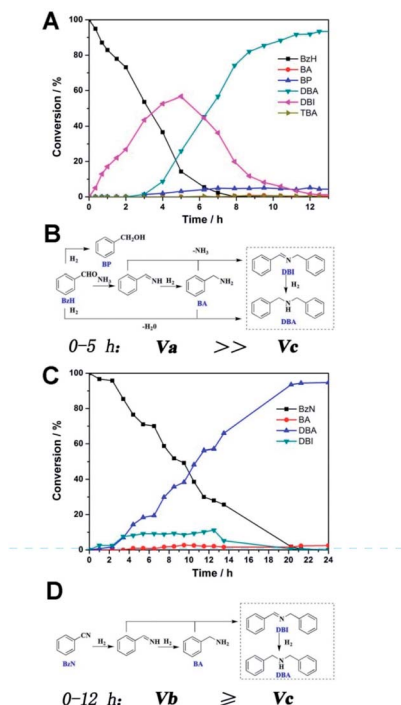 A
Conversion / %
100
80
60
40
20
0
BzH
BA
BP
DBA
DBI
TBA
0 2 4 6 8 10 12
Time / h
B
CH₂OH
BP
H₂
CHO
BzH
NH₃
NH
H₂
NH₂
BA
-NH₃
N
DBI
H₂
H
N
DBA
H₂
-H₂0
0-5 h: Va >> Vc
C
Conversion / %
100
80
60
40
20
0
BzN
BA
DBA
DBI
0 2 4 6 8 10 12 14 16 18 20 22 24
Time / h
D
CN
BzN
H₂
NH
H₂
NH₂
BA
N
DBI
H₂
H
N
DBA
0-12 h: Vb ≥ Vc